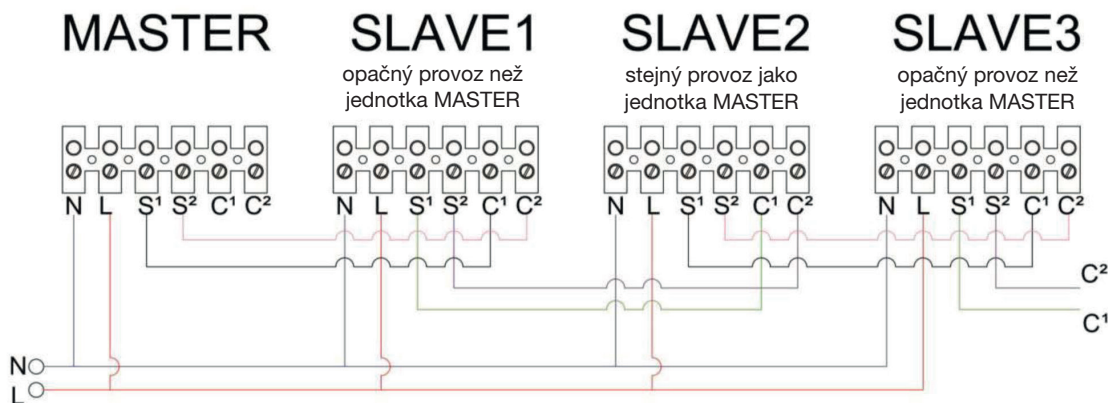 MASTER SLAVE1 SLAVE2 SLAVE3
opačný provoz než
jednotka MASTER
stejný provoz jako
jednotka MASTER
opačný provoz než
jednotka MASTER
N L S¹ S² C¹ C²
N L S¹ S² C¹ C²
N L S¹ S² C¹ C²
N L S¹ S² C¹ C²
C²
C¹
N
L